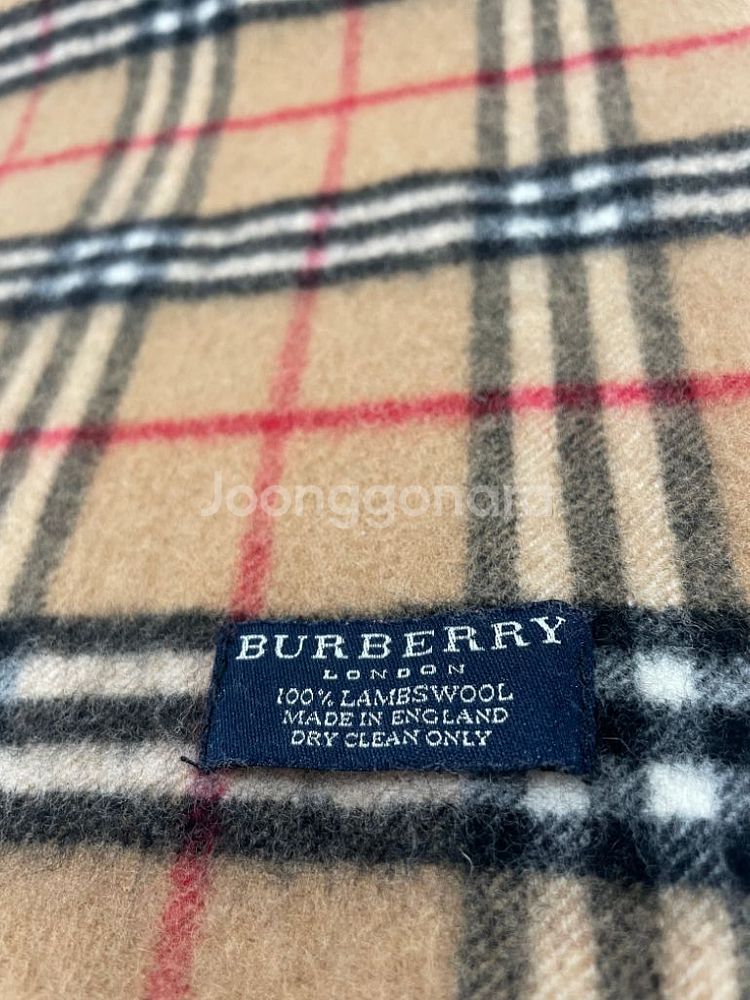 Joonggonara
BURBERRY
LONDON
100% LAMBSWOOL
MADE IN ENGLAND
DRY CLEAN ONLY